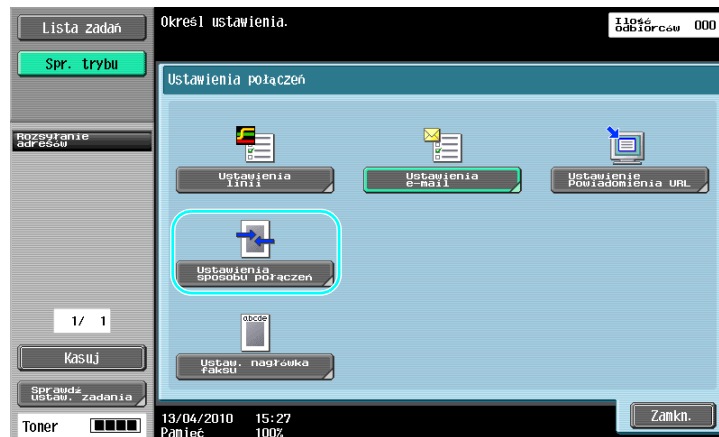 Lista zadań
Określ ustawienia.
Ilość
odbiorców 000
Spr. trybu
Ustawienia połączeń
Rozsyłanie
adresów
Ustawienia
linii
Ustawienia
e-mail
Ustawienie
Powiadomienia URL
Ustawienia
sposobu połączeń
abcde
Ustaw. nagłówka
faksu
1/ 1
Kasuj
Sprawdź
ustaw. zadania
Toner
13/04/2010 15:27
Pamięć 100%
Zamkn.